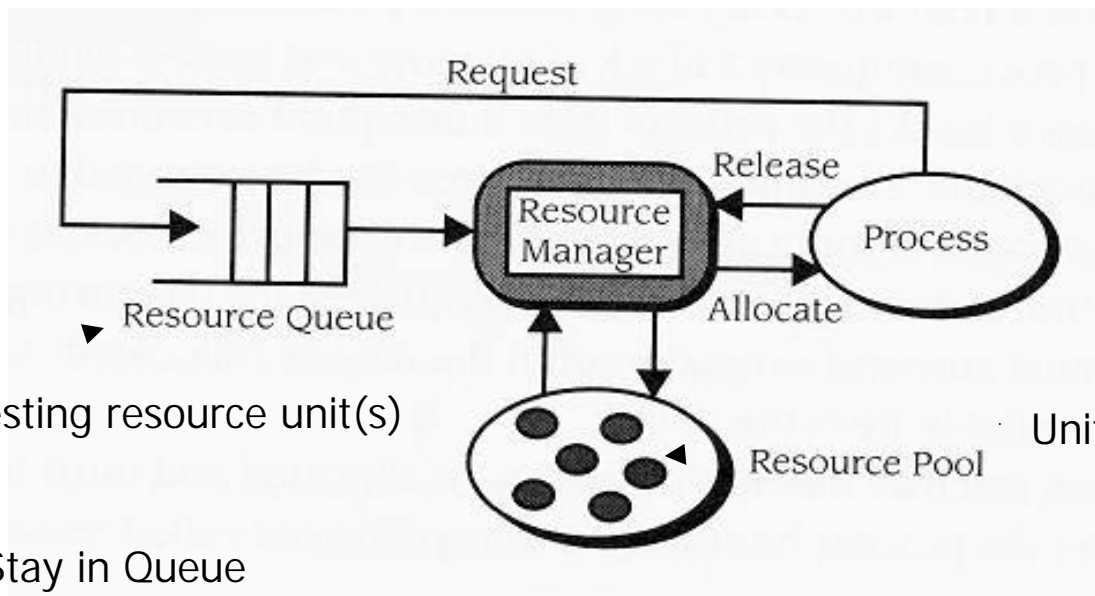 Request
Release
Resource
Manager
Process
Allocate
Resource Queue
esting resource unit(s)
Unit
Resource Pool
Stay in Queue